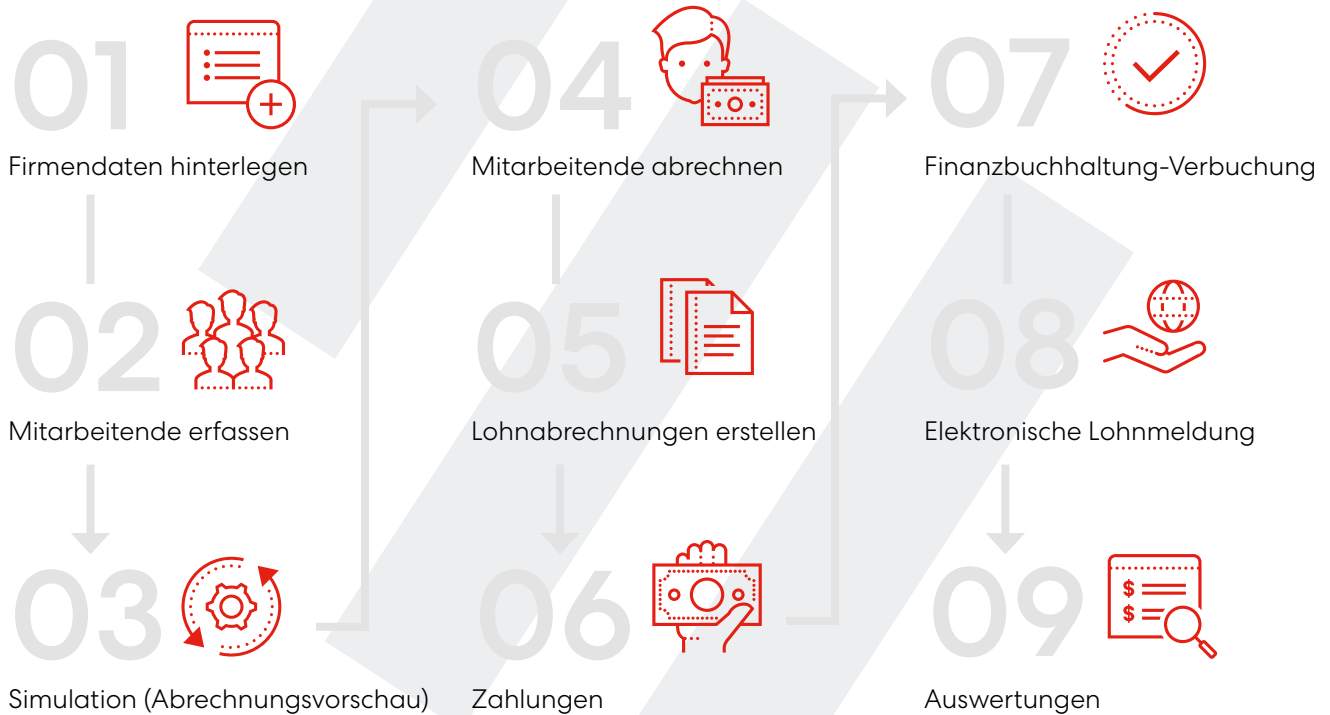 01
Firmendaten hinterlegen
02
Mitarbeitende erfassen
03
Simulation (Abrechnungsvorschau)
04
Mitarbeitende abrechnen
05
Lohnabrechnungen erstellen
06
Zahlungen
07
Finanzbuchhaltung-Verbuchung
08
Elektronische Lohnmeldung
09
$
$
Auswertungen